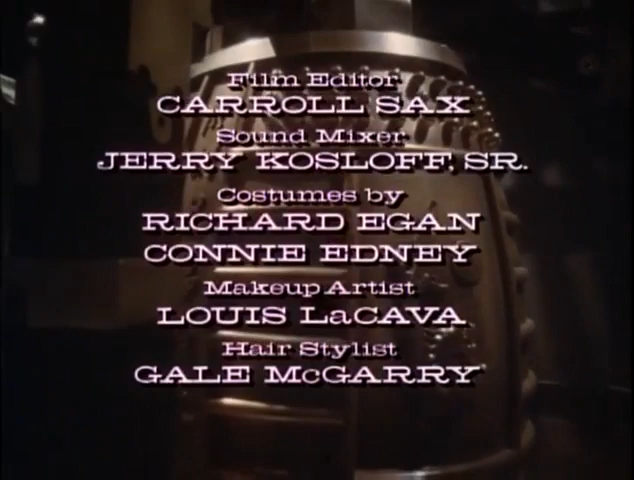 Film Editor
CARROLL SAX
Sound Mixer
JERRY KOSLOFF, SR.
Costumes by
RICHARD EGAN
CONNIE EDNEY
Makeup Artist
LOUIS LaCAVA
Hair Stylist
GALE McGARRY